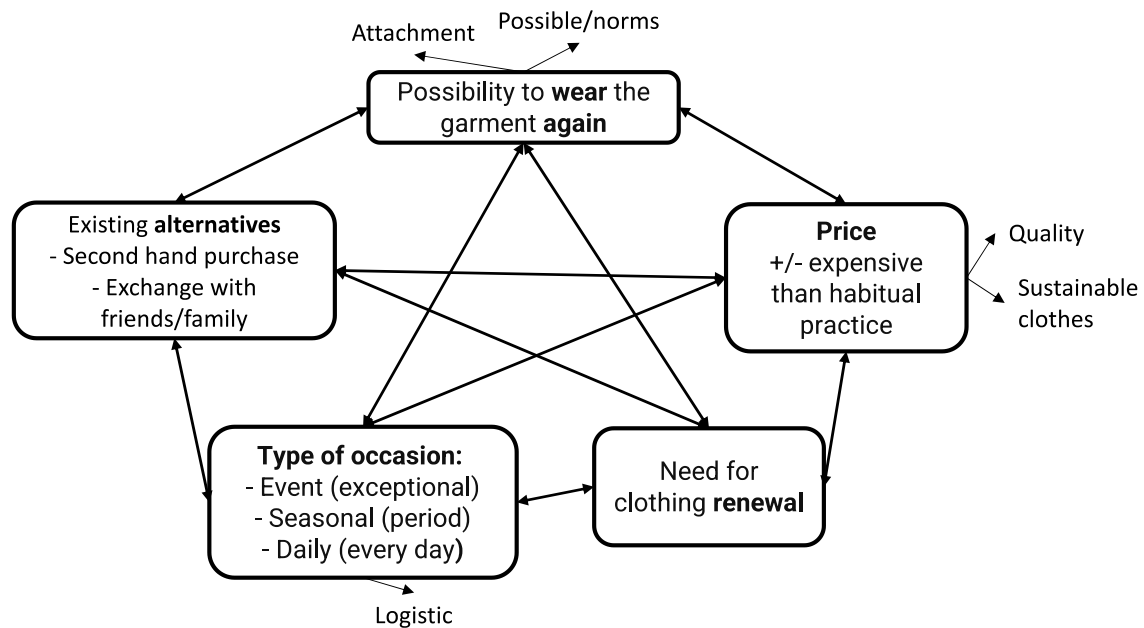 Attachment
Possible/norms
Possibility to wear the
garment again
Existing alternatives
- Second hand purchase
- Exchange with
friends/family
Price
+/- expensive
than habitual
practice
Quality
Sustainable
clothes
Type of occasion:
- Event (exceptional)
- Seasonal (period)
- Daily (every day)
Need for
clothing renewal
Logistic